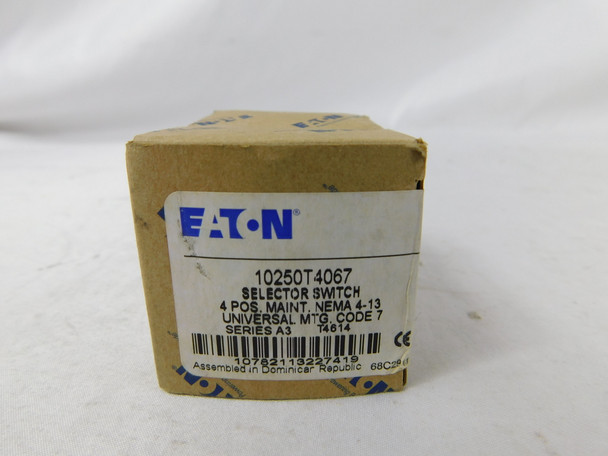 EATON
EATON®
10250T4067
SELECTOR SWITCH
4 POS. MAINT. NEMA 4-13
UNIVERSAL MTG. CODE 7
SERIES A3 T4614
CE
10782113227419
Assembled in Dominican Republic